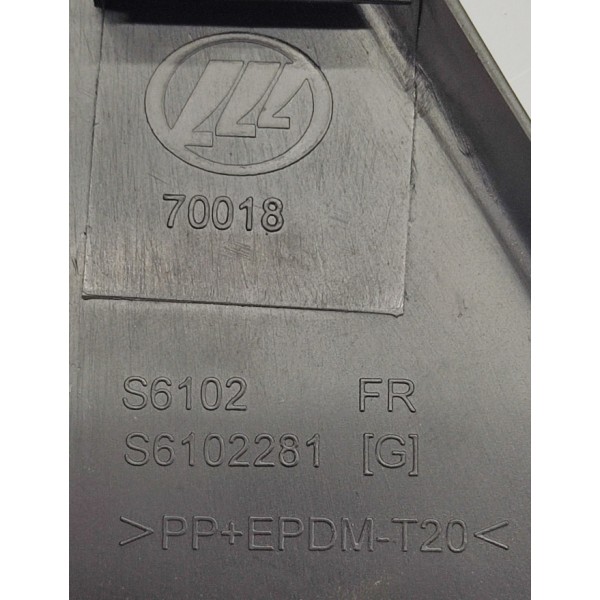 70018
S6102 FR
S6102281 [G]
>PP+EPDM-T20<